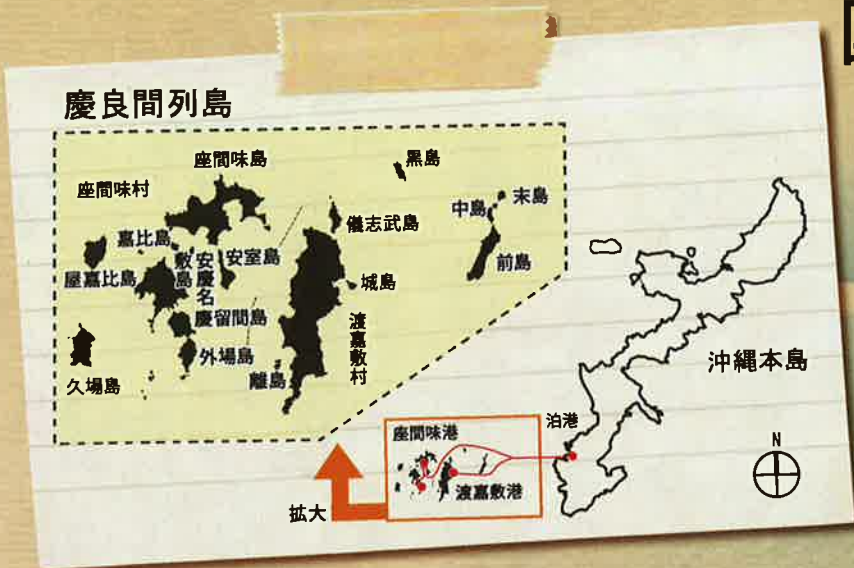 慶良間列島
座間味島
黒島
座間味村
末島
中島
儀志武島
嘉比島
安室島
安慶名
敷島
前島
屋嘉比島
城島
慶留間島
渡嘉敷村
外場島
離島
久場島
沖縄本島
泊港
座間味港
渡嘉敷港
拡大
N